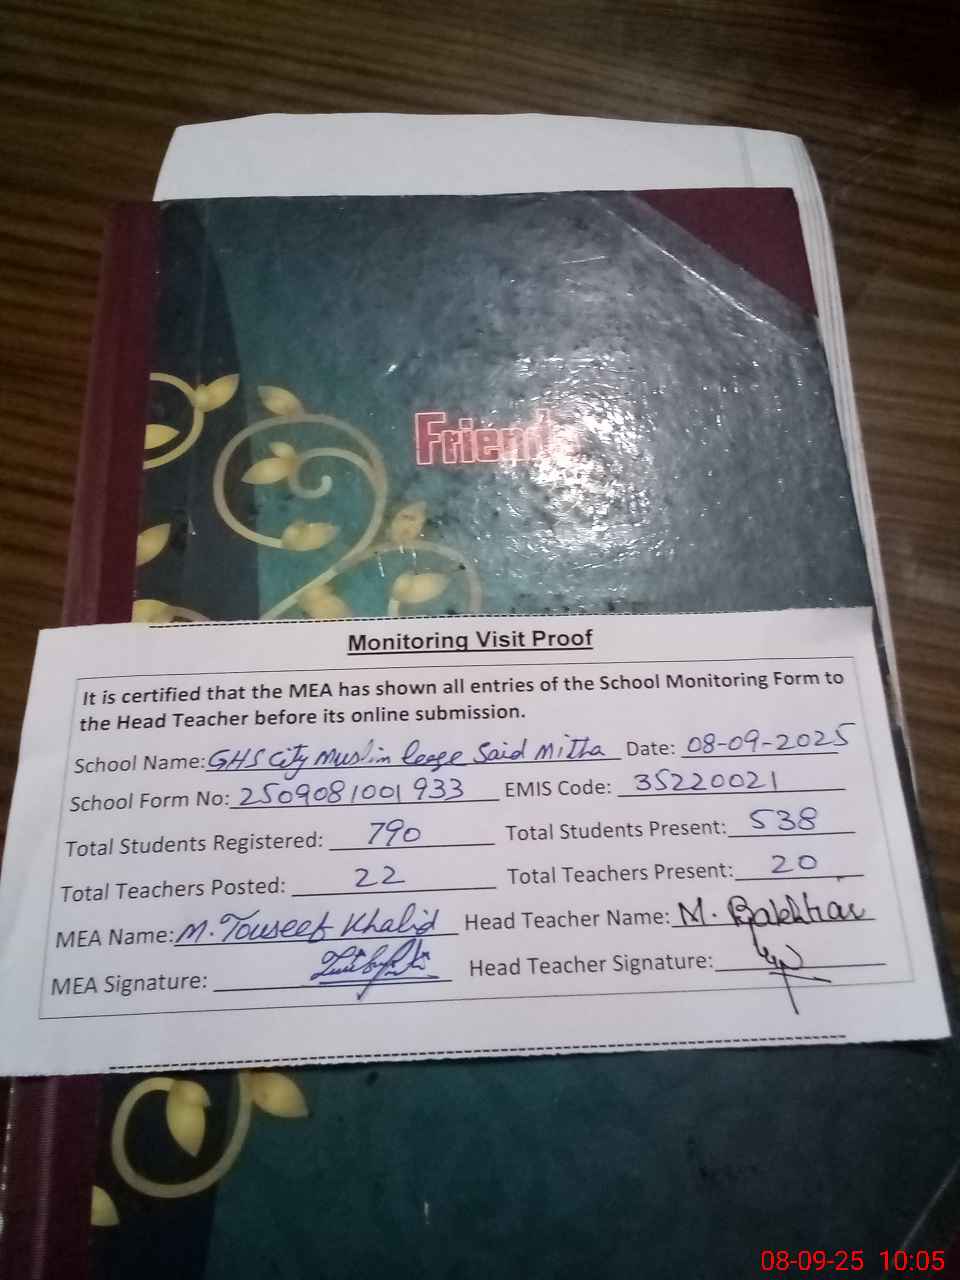 Friends
Monitoring Visit Proof
It is certified that the MEA has shown all entries of the School Monitoring Form to
the Head Teacher before its online submission.
School Name: GHS City Muslim leage Said Mitha Date: 08-09-2025
School Form No: 2509081001933 EMIS Code: 35220021
Total Students Registered: 790 Total Students Present: 538
Total Teachers Posted: 22 Total Teachers Present: 20
MEA Name: M. Touseef Khalid Head Teacher Name: M.
MEA Signature: Head Teacher Signature:
08-09-25 10:05